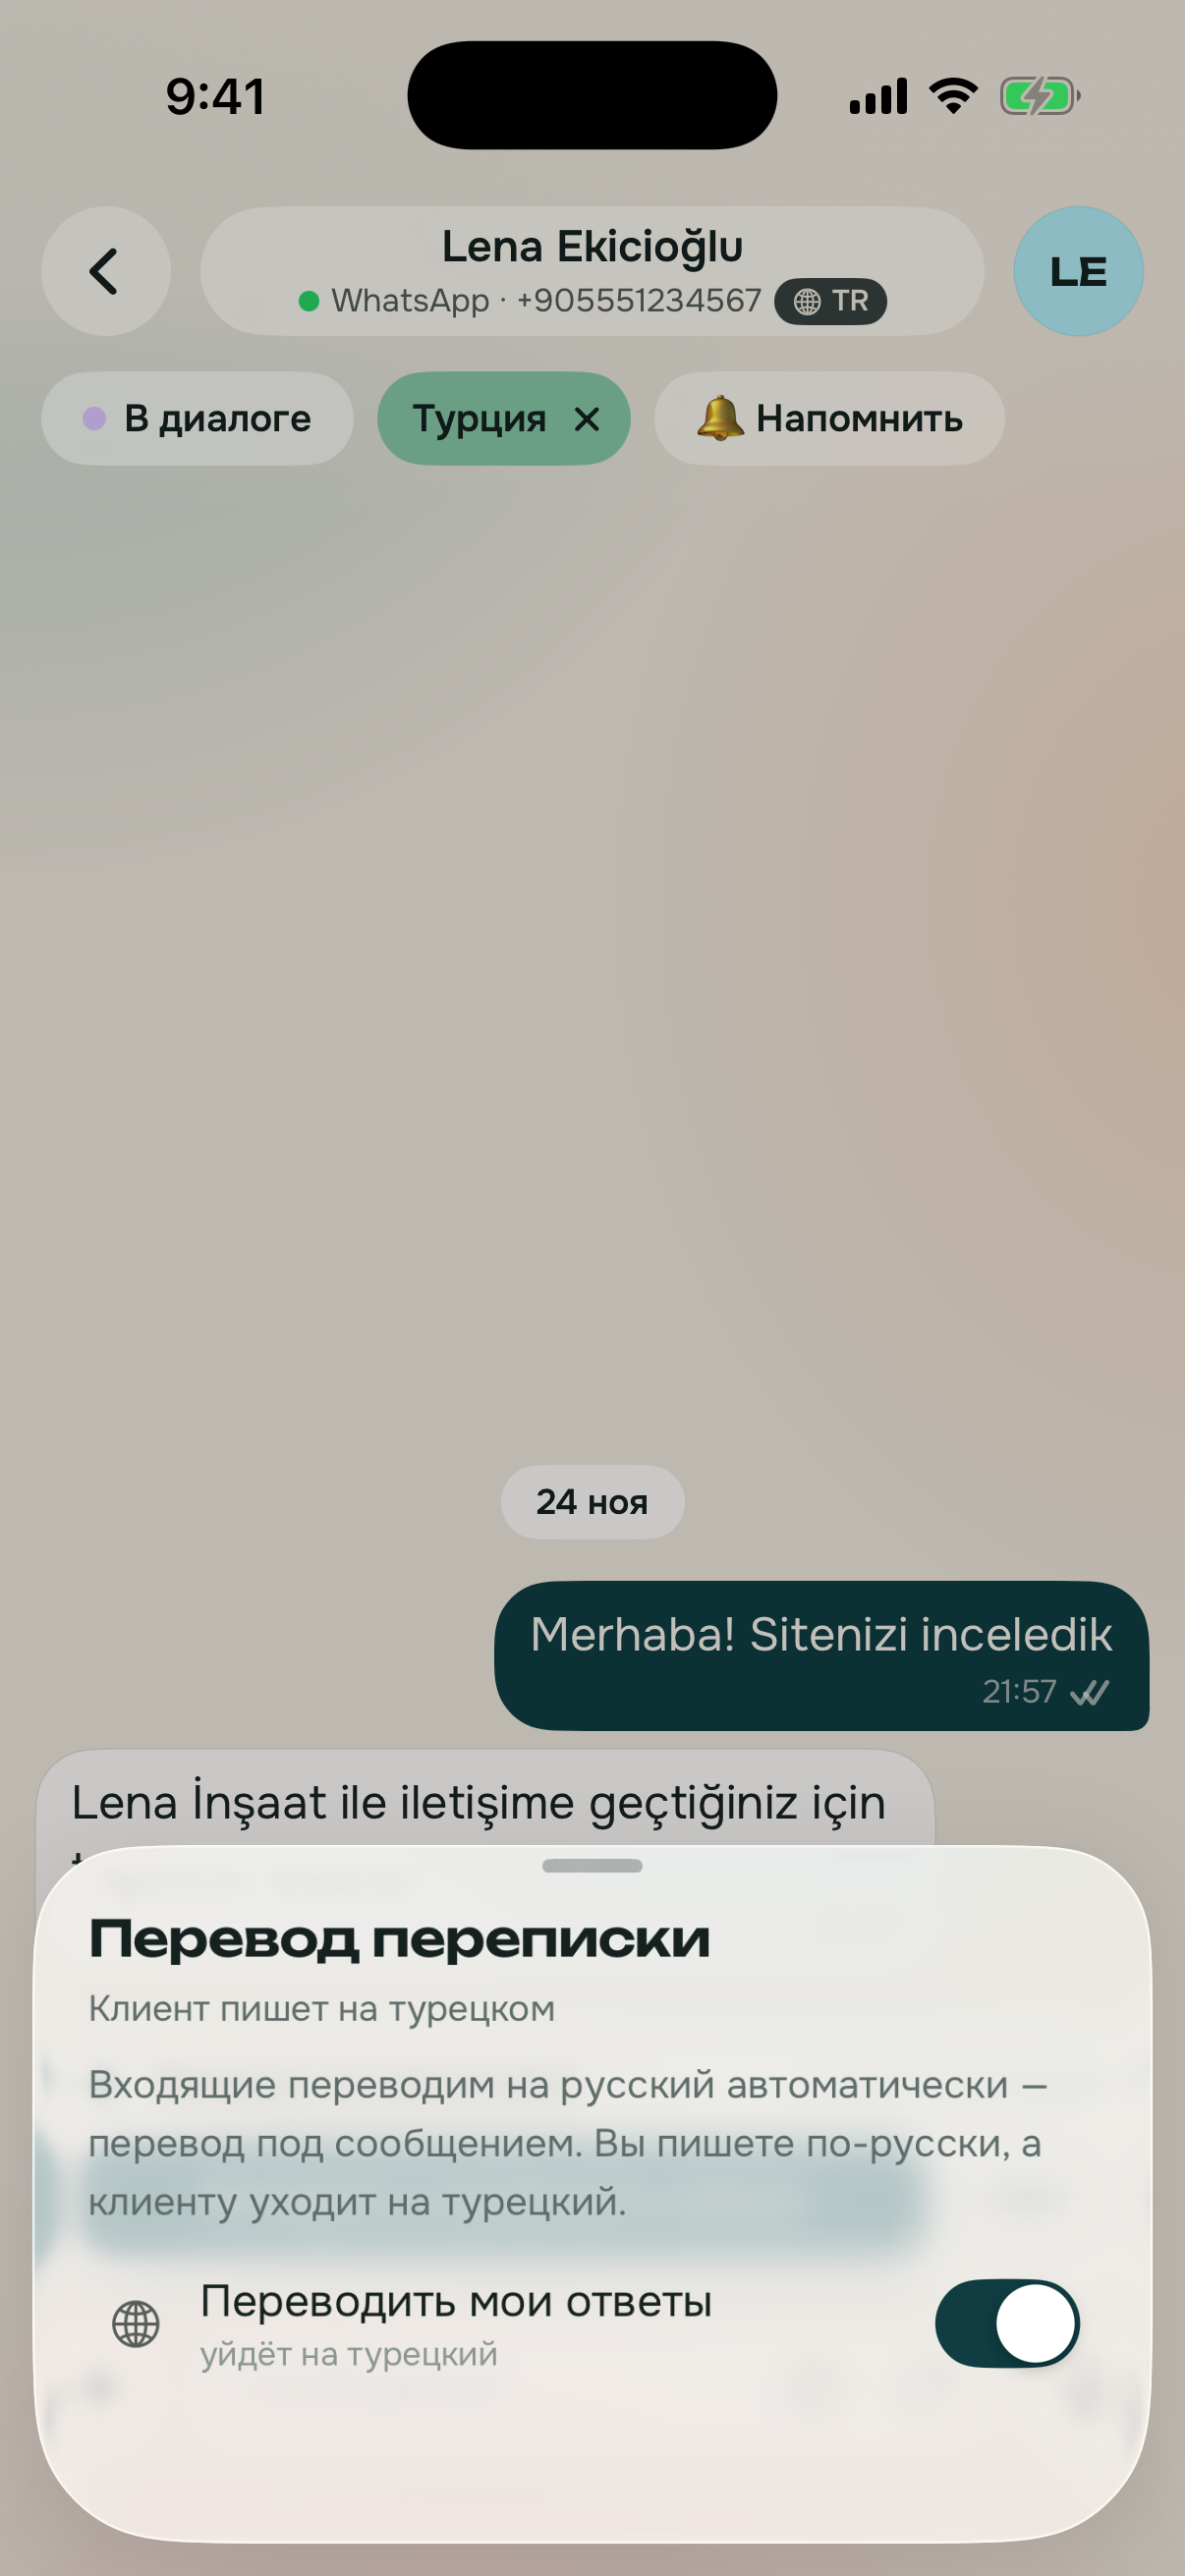 9:41
Lena Ekicioğlu
WhatsApp · +905551234567 TR
LE
В диалоге
Турция ×
Напомнить
24 ноя
Merhaba! Sitenizi inceledik
21:57
Lena İnşaat ile iletişime geçtiğiniz için
Перевод переписки
Клиент пишет на турецком
Входящие переводим на русский автоматически —
перевод под сообщением. Вы пишете по-русски, а
клиенту уходит на турецкий.
Переводить мои ответы
уйдёт на турецкий